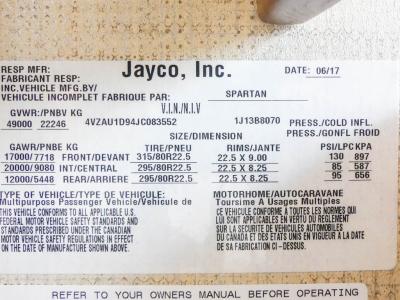 RESP MFR: Jayco, Inc. DATE: 06/17
FABRICANT RESP:
INC.VEHICLE MFG.BY/
VEHICULE INCOMPLET FABRIQUE PAR: SPARTAN
V.I.N./N.I.V
GVWR:/PNBV KG
49000 22246 4VZAU1D94JC083552 1J13B8070 PRESS./COLD INFL.
SIZE/DIMENSION PRESS./GONFL FROID
GAWR/PNBE KG TIRE/PNEU RIMS/JANTE PSI/LPC KPA
17000/7718 FRONT/DEVANT 315/80R22.5 22.5 X 9.00 130 897
20000/9080 INT/CENTRAL 295/80R22.5 22.5 X 8.25 85 587
12000/5448 REAR/ARRIERE 295/80R22.5 22.5 X 8.25 95 656
TYPE OF VEHICLE/TYPE DE VEHICULE: MOTORHOME/AUTOCARAVANE
Multipurpose Passenger Vehicle/Vehicule de Toursime A Usages Multiples
THIS VEHICLE CONFORMS TO ALL APPLICABLE U.S. CE VEHICULE CONFORME A TOUTES LES NORMES QUI
FEDERAL MOTOR VEHICLE SAFETY STANDARDS AND LUI SONT APPLICABLES EN VERTU DU REGLEMENT
STANDARDS PRESCRIBED UNDER THE CANADIAN SUR LA SECURITE DE VEHICULES AUTOMOBILES
MOTOR VEHICLE SAFETY REGULATIONS IN EFFECT DU CANADA ET DES ETATS UNIS EN VIGUEUR A LA DATE
ON THE DATE OF MANUFACTURE SHOWN ABOVE. DE SA FABRICATION CI-DESSUS.
REFER TO YOUR OWNERS MANUAL BEFORE OPERATING